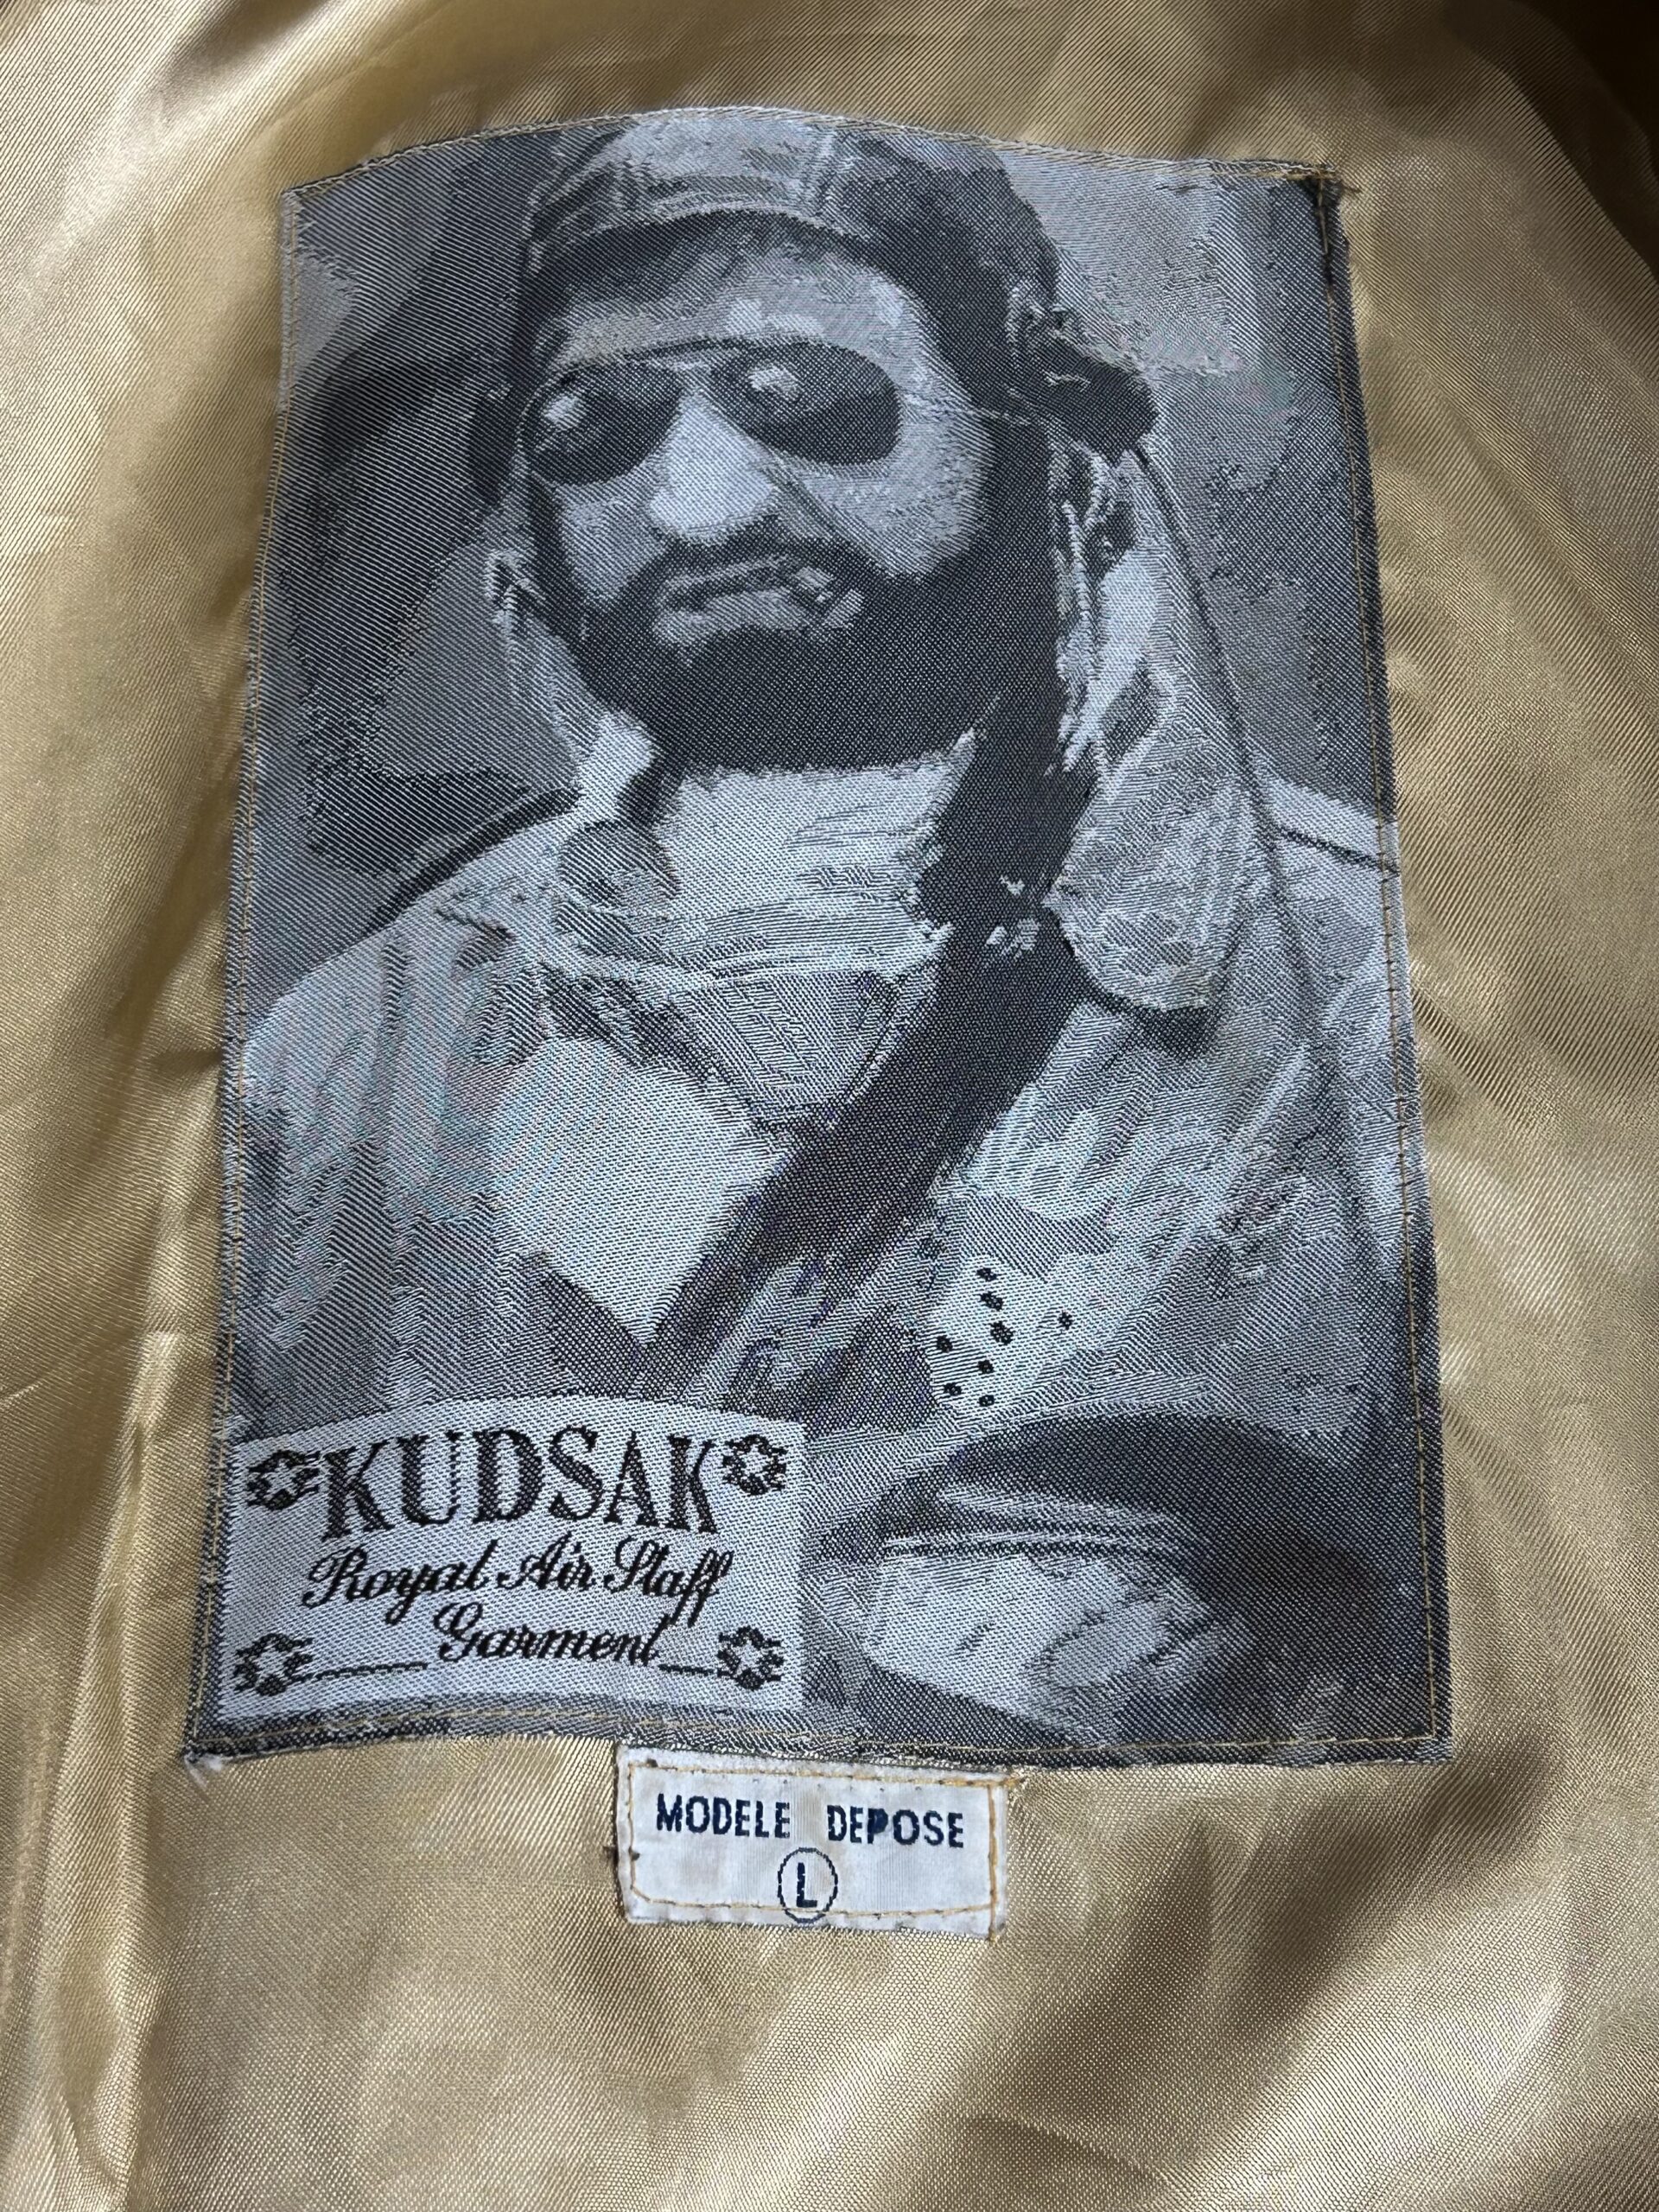 KUDSAK
Royal Air Staff
Garment
MODELE DEPOSE
L